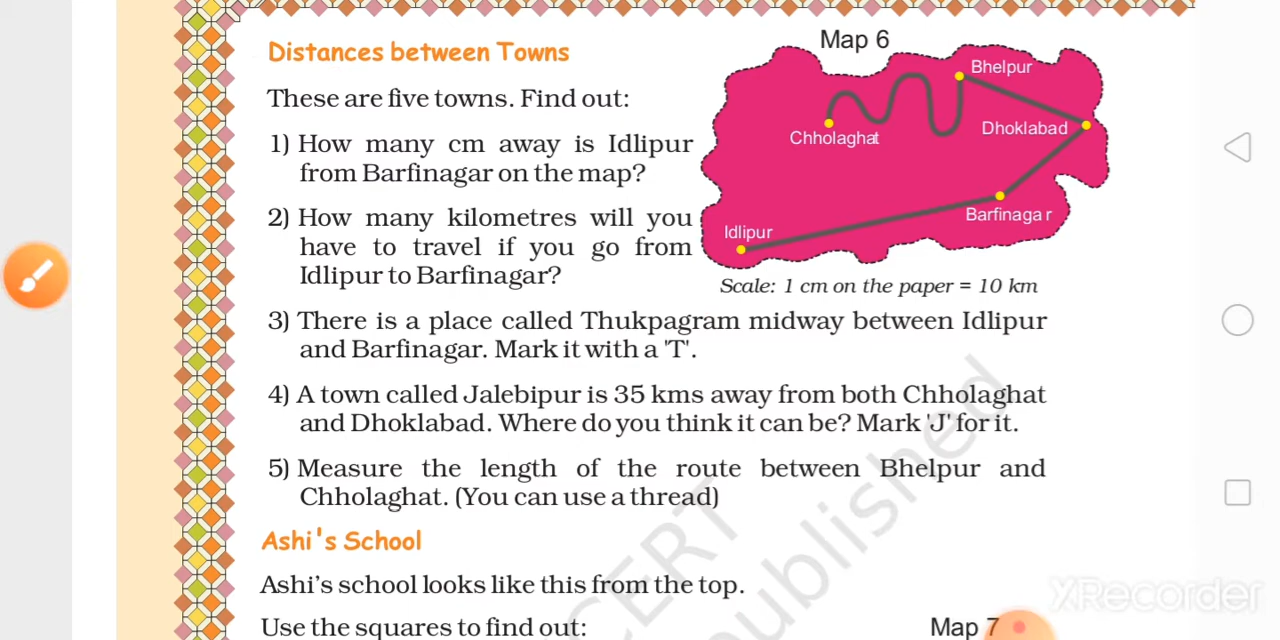 Distances between Towns
These are five towns. Find out:
1) How many cm away is Idlipur
from Barfinagar on the map?
2) How many kilometres will you
have to travel if you go from
Idlipur to Barfinagar?
Map 6
Bhelpur
Dhoklabad
Chholaghat
Barfinagar
Idlipur
Scale: 1 cm on the paper = 10 km
3) There is a place called Thukpagram midway between Idlipur
and Barfinagar. Mark it with a 'T'.
4) A town called Jalebipur is 35 kms away from both Chholaghat
and Dhoklabad. Where do you think it can be? Mark 'J' for it.
5) Measure the length of the route between Bhelpur and
Chholaghat. (You can use a thread)
Ashi's School
Ashi's school looks like this from the top.
Use the squares to find out:
Map 7
CERT
published
XRecorder